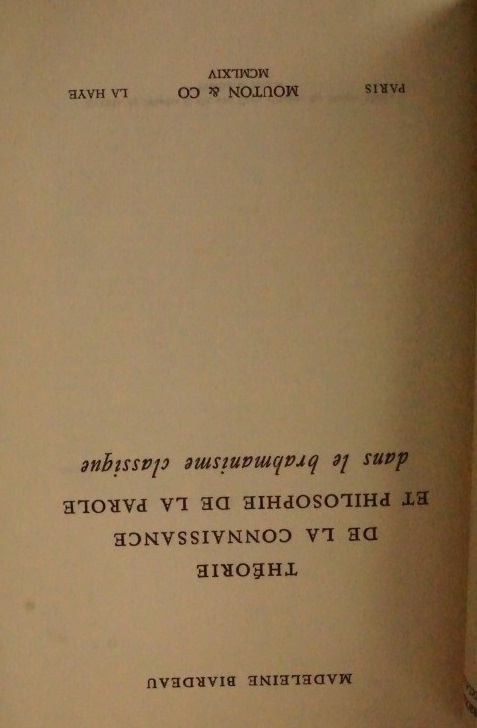 MADELEINE BIARDEAU
THÉORIE
DE LA CONNAISSANCE
ET PHILOSOPHIE DE LA PAROLE
dans le brahmanisme classique
PARIS MOUTON & CO LA HAYE
MCMLXIV